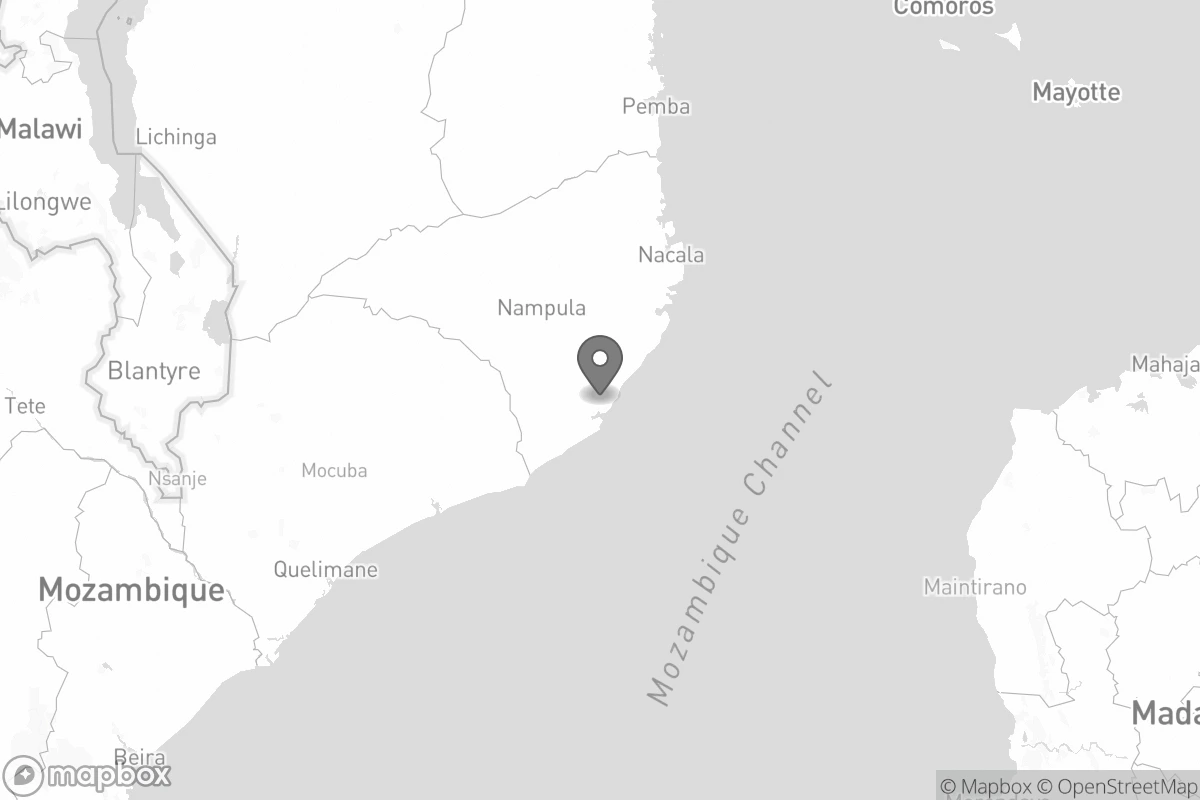 Comoros
Mayotte
Pemba
Malawi
Lichinga
Lilongwe
Nacala
Nampula
Blantyre
Mahaja
Tete
Mozambique Channel
Mocuba
Nsanje
Quelimane
Mozambique
Maintirano
Mada
Beira
mapbox
© Mapbox © OpenStreetMap